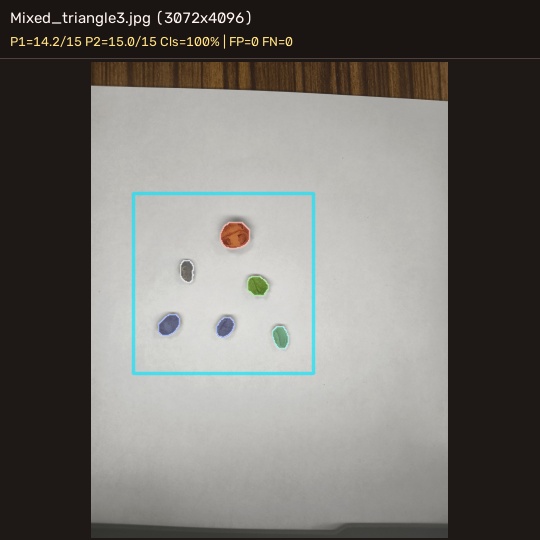 Mixed_triangle3.jpg (3072x4096)
P1=14.2/15 P2=15.0/15 Cls=100% | FP=0 FN=0